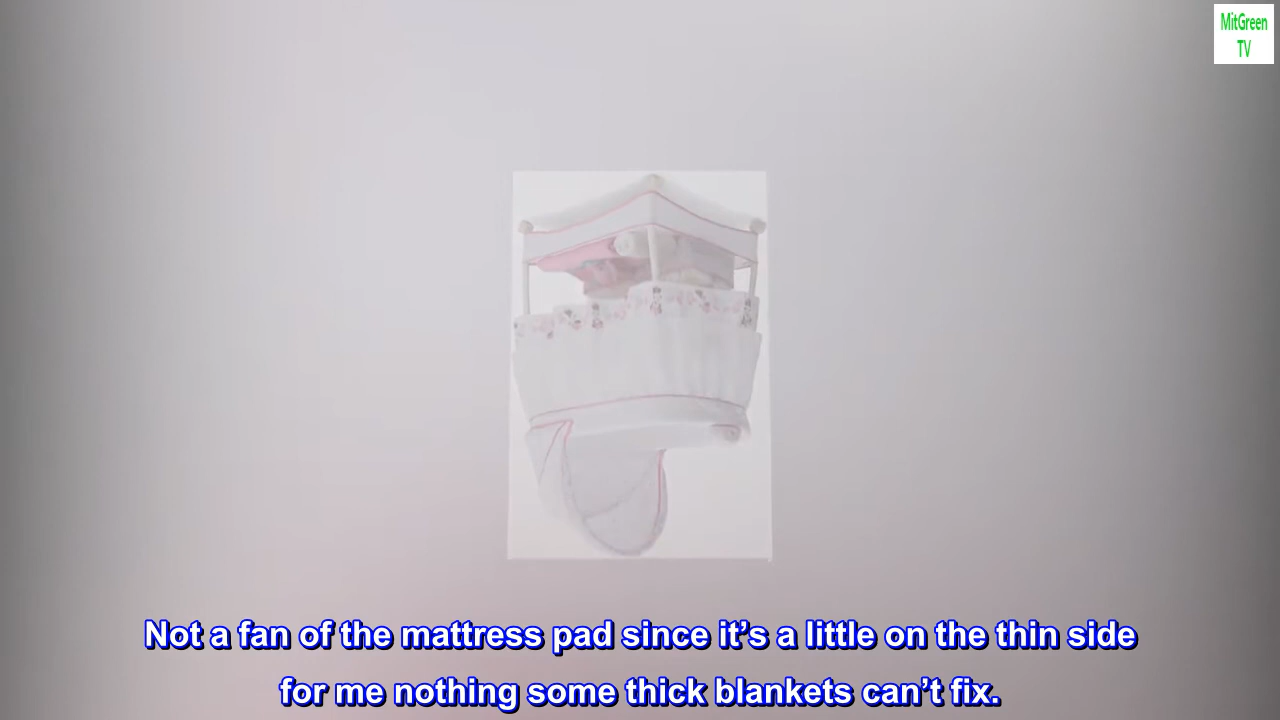 MitGreen
TV
Not a fan of the mattress pad since it’s a little on the thin side
for me nothing some thick blankets can’t fix.